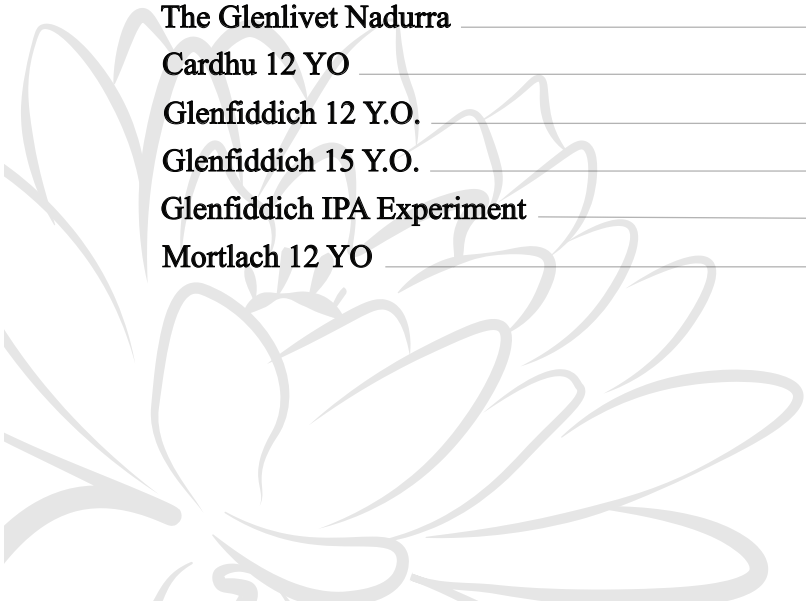 The Glenlivet Nadurra
Cardhu 12 YO
Glenfiddich 12 Y.O.
Glenfiddich 15 Y.O.
Glenfiddich IPA Experiment
Mortlach 12 YO